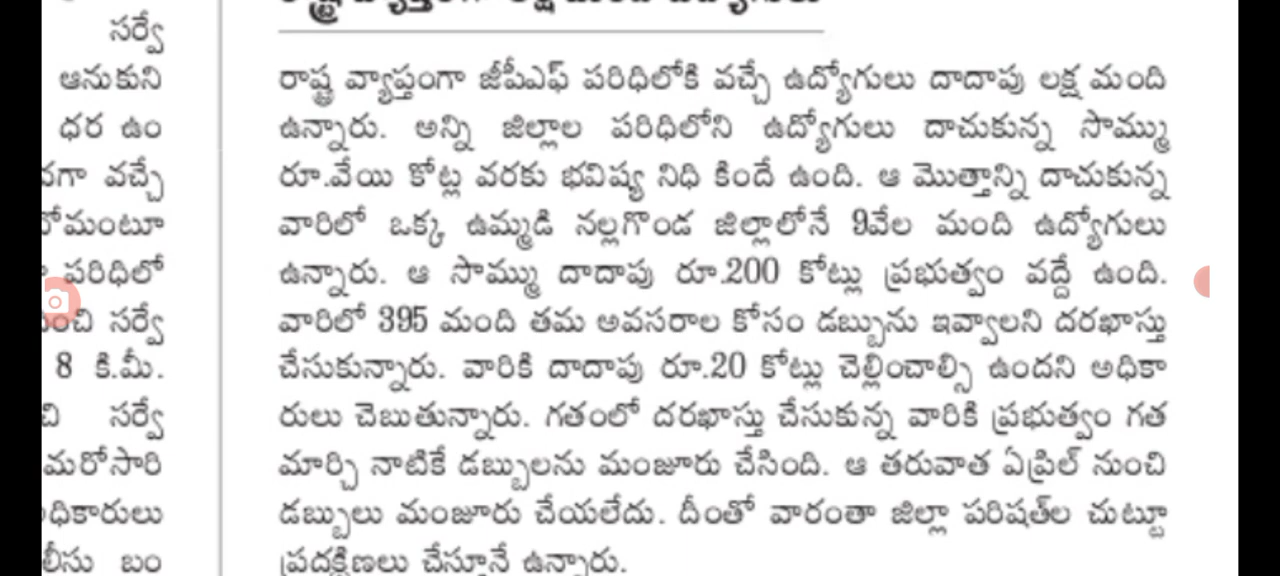 సర్వే
ఆనుకుని
ధర ఉం
వచ్చే
పరిధిలో
సర్వే
8 కి.మీ.
సర్వే
మరోసారి
బం
రాష్ట్ర వ్యాప్తంగా జీపీఎఫ్ పరిధిలోకి వచ్చే ఉద్యోగులు దాదాపు లక్ష మంది
ఉన్నారు. అన్ని జిల్లాల పరిధిలోని ఉద్యోగులు దాచుకున్న సొమ్ము
రూ.వేయి కోట్ల వరకు భవిష్య నిధి కిందే ఉంది. ఆ మొత్తాన్ని దాచుకున్న
వారిలో ఒక్క ఉమ్మడి నల్లగొండ జిల్లాలోనే 9వేల మంది ఉద్యోగులు
ఉన్నారు. ఆ సొమ్ము దాదాపు రూ.200 కోట్లు ప్రభుత్వం వద్దే ఉంది.
వారిలో 395 మంది తమ అవసరాల కోసం డబ్బును ఇవ్వాలని దరఖాస్తు
చేసుకున్నారు. వారికి దాదాపు రూ.20 కోట్లు చెల్లించాల్సి ఉందని అధికా
రులు చెబుతున్నారు. గతంలో దరఖాస్తు చేసుకున్న వారికి ప్రభుత్వం గత
మార్చి నాటికే డబ్బులను మంజూరు చేసింది. ఆ తరువాత ఏప్రిల్ నుంచి
డబ్బులు మంజూరు చేయలేదు. దీంతో వారంతా జిల్లా పరిషత్‌ల చుట్టూ
ప్రదక్షిణలు చేస్తూనే ఉన్నారు.